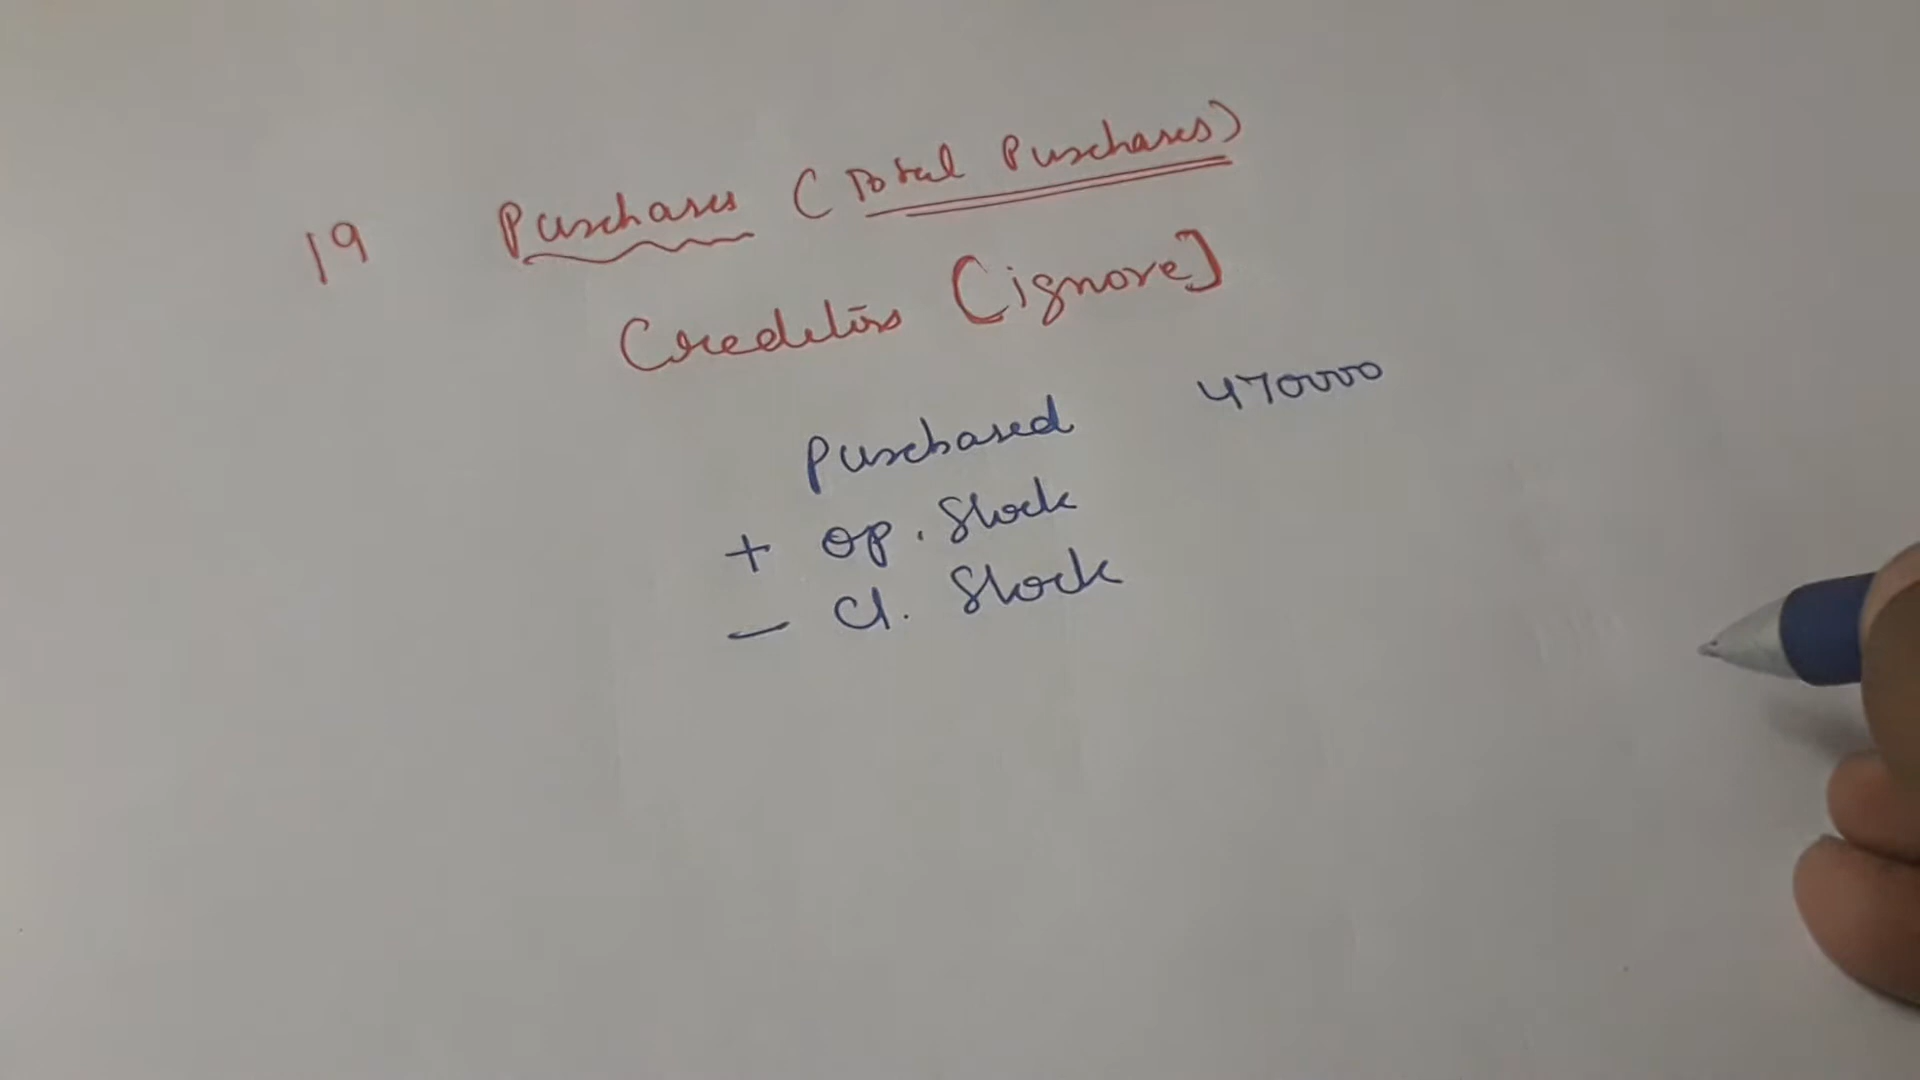 19 Purchases (Total Purchases)
Creditors [ignore]
Purchased 470000
+ op. Stock
- Cl. Stock